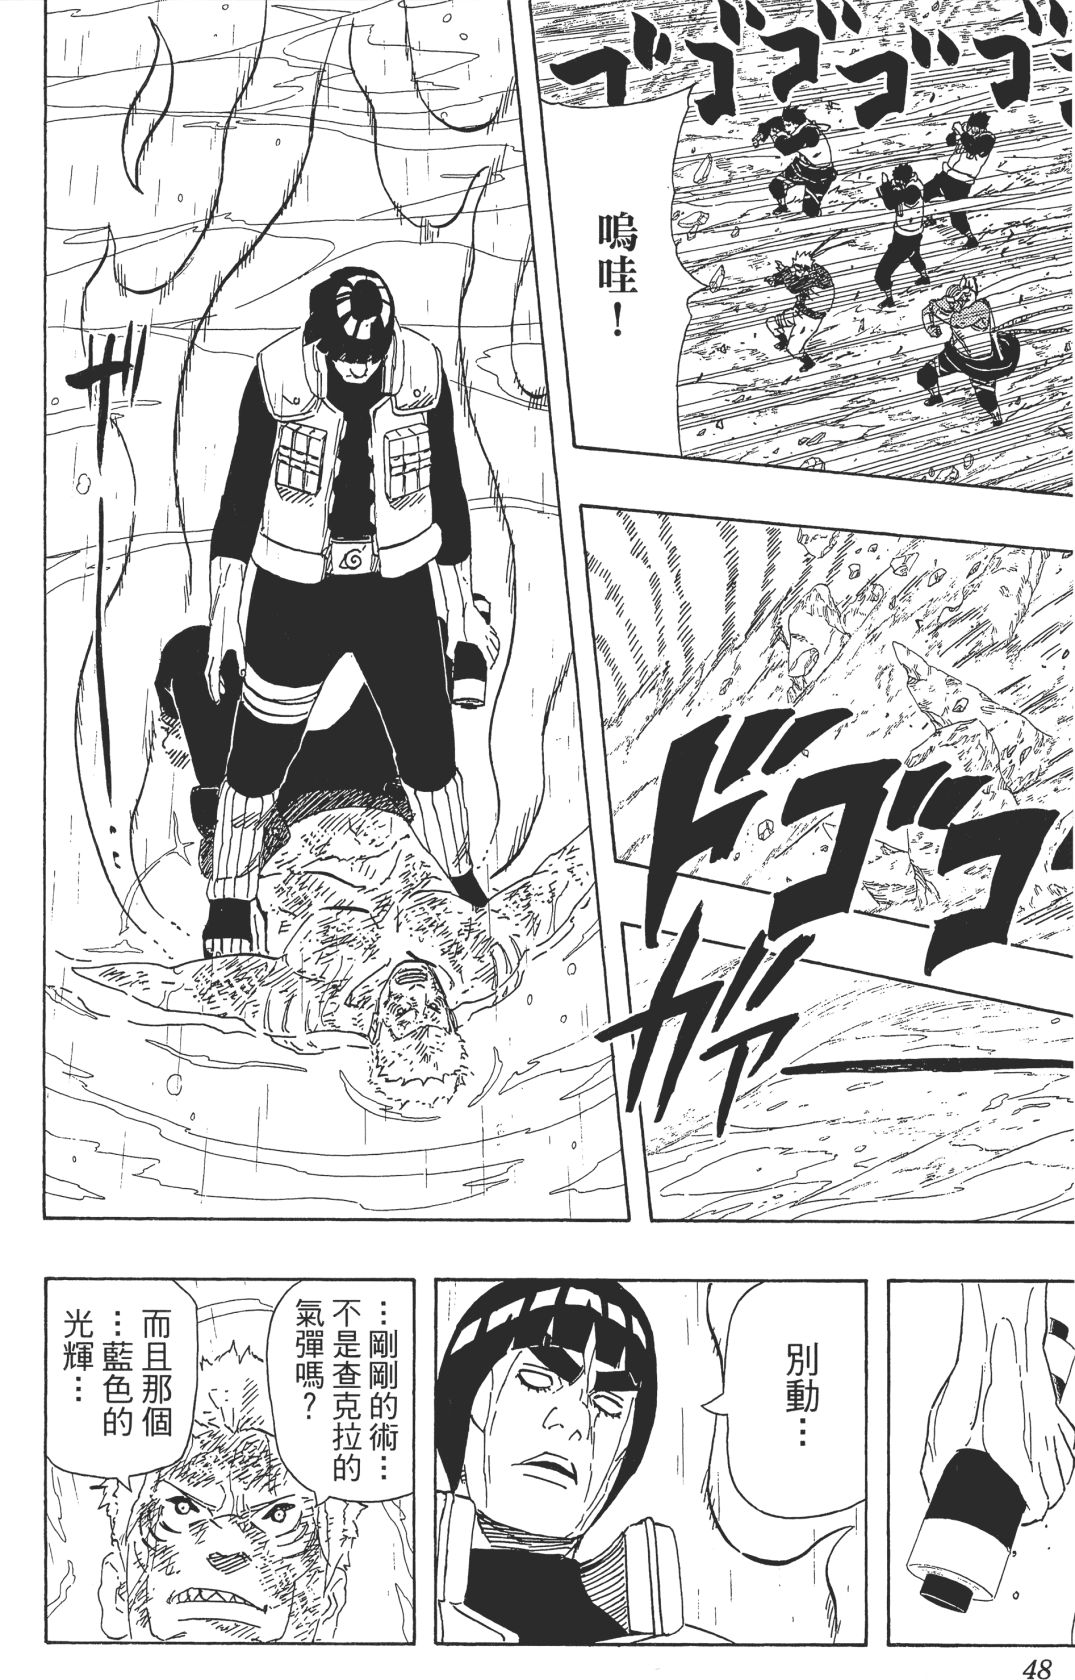 ゴゴゴゴゴゴ
嗚哇！
ドゴゴ
ガァ
ザ
別動…
…剛剛的術…
不是查克拉的
氣彈嗎？
而且那個
…藍色的
光輝…
48